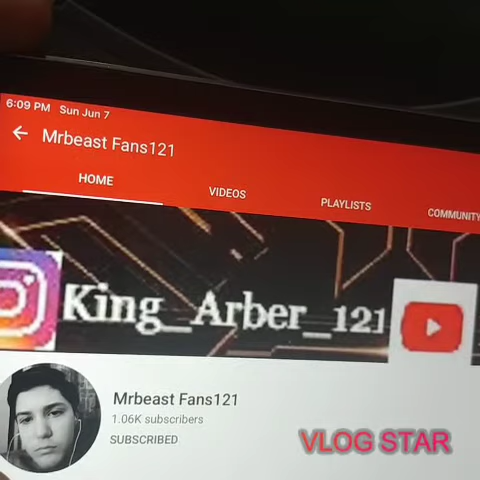 6:09 PM Sun Jun 7
Mrbeast Fans121
HOME VIDEOS PLAYLISTS COMMUNITY
King_Arber_121
Mrbeast Fans121
1.06K subscribers
SUBSCRIBED
VLOG STAR